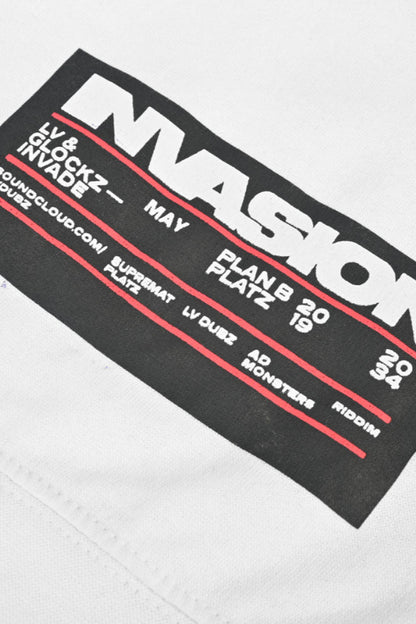 NVASION
LV &
GLOCKZ—
INVADE
MAY
PLAN B
PLATZ
20
19
20
34
OUNDCLOUD.COM/
DUBZ
SUPREMAT
PLATZ
LV DUBZ
AD
MONSTERS
RIDDIM